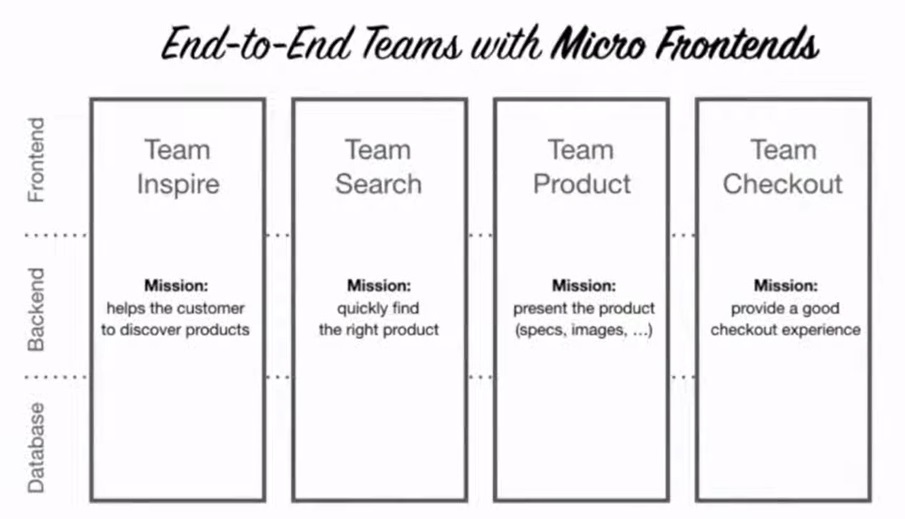 End-to-End Teams with Micro Frontends
Frontend
Team
Inspire
Team
Search
Team
Product
Team
Checkout
Backend
Mission:
helps the customer
to discover products
Mission:
quickly find
the right product
Mission:
present the product
(specs, images, ...)
Mission:
provide a good
checkout experience
Database